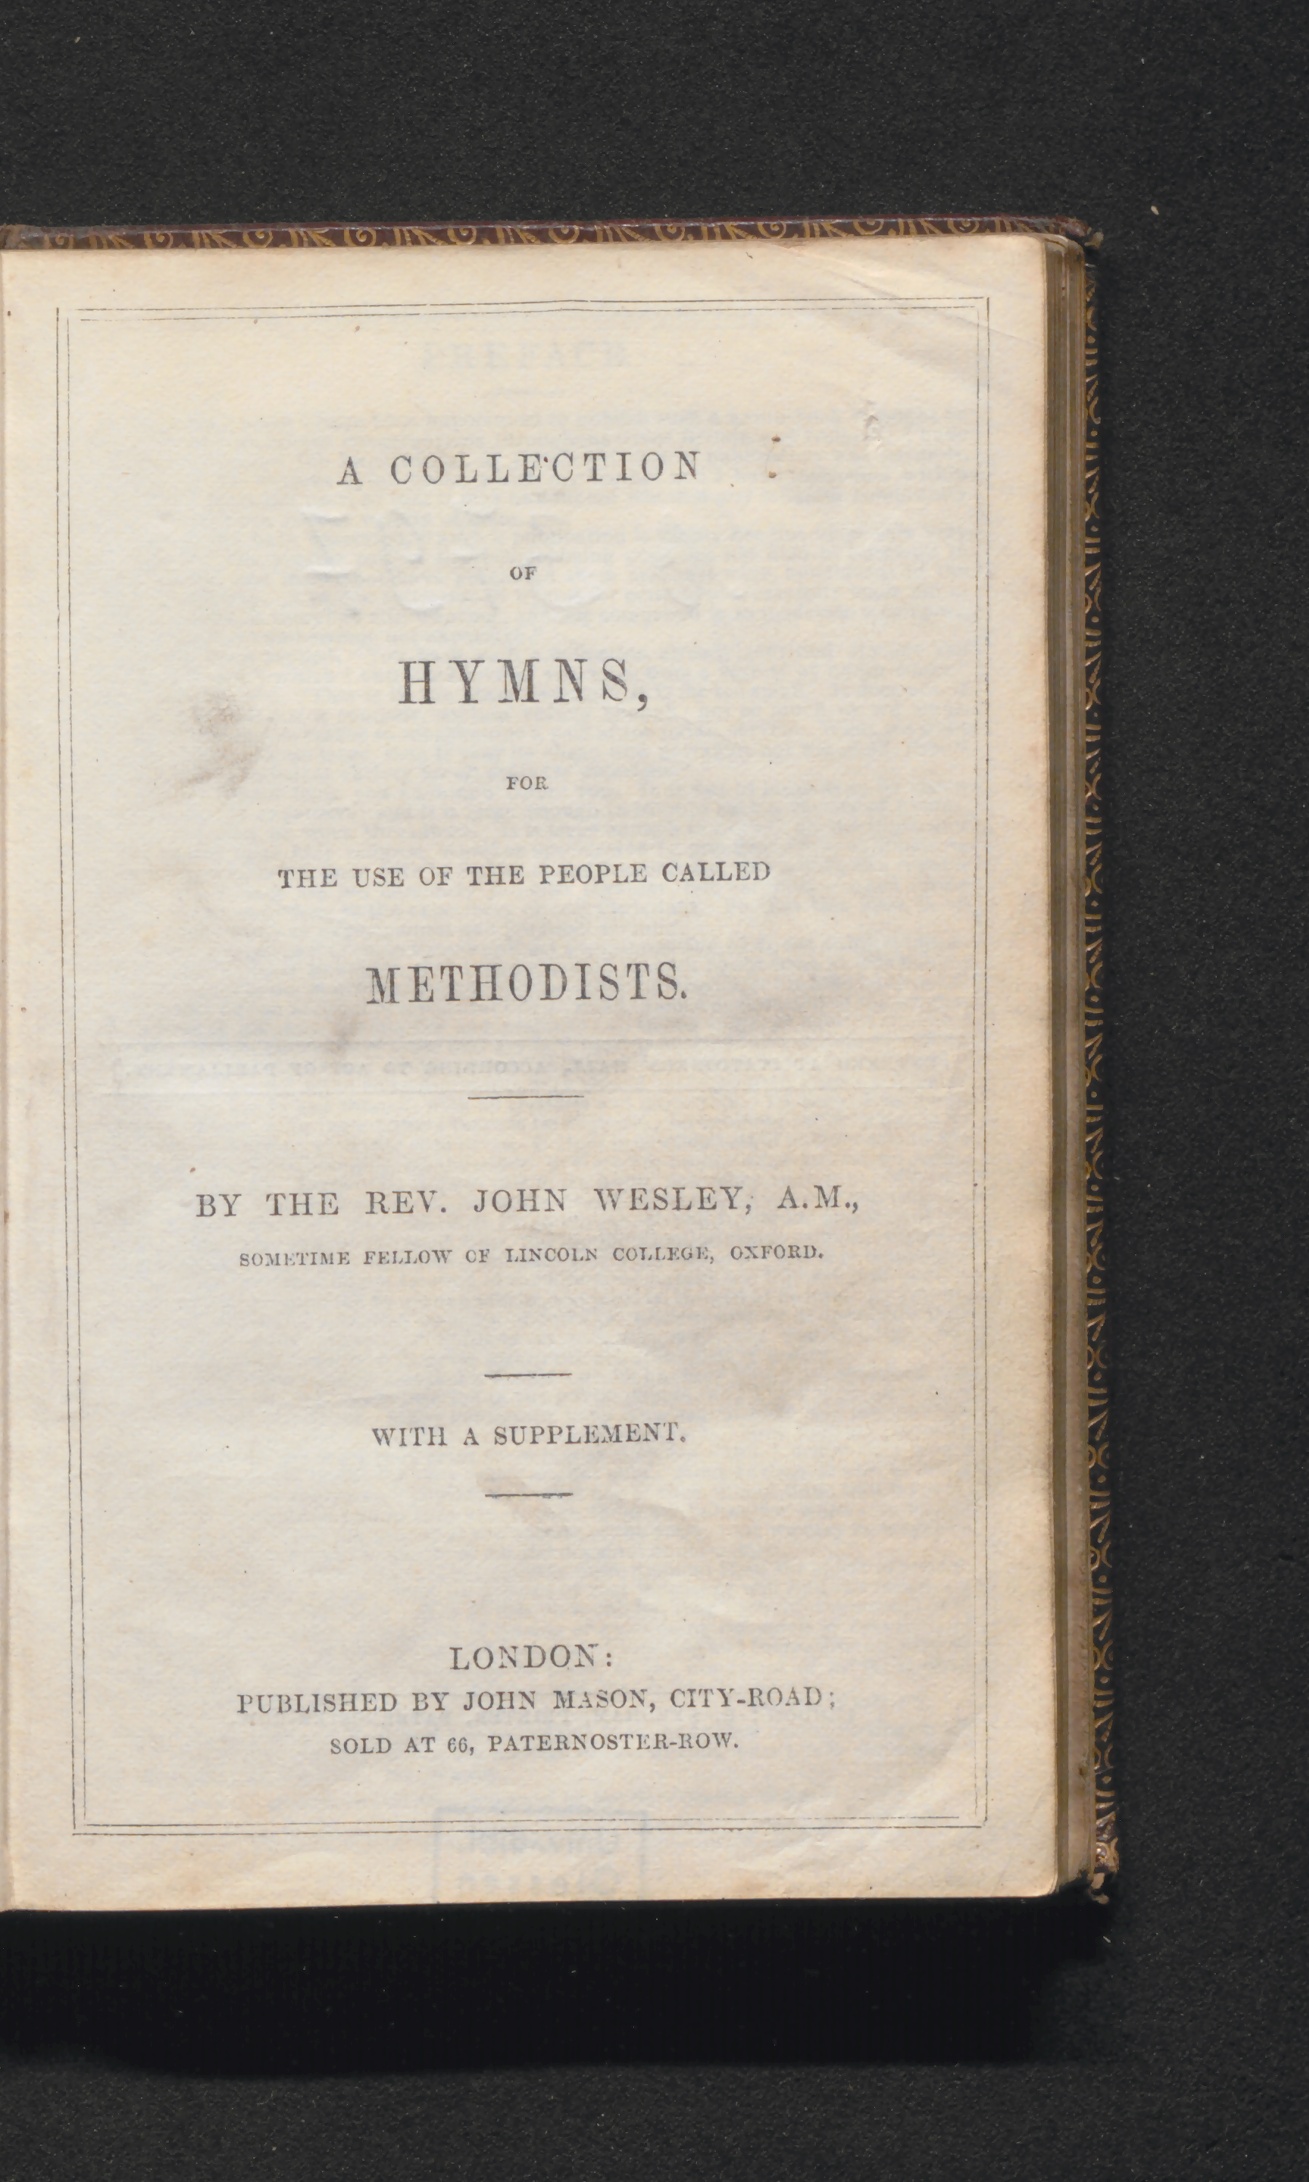 A COLLECTION
OF
HYMNS,
FOR
THE USE OF THE PEOPLE CALLED
METHODISTS.
BY THE REV. JOHN WESLEY, A.M.,
SOMETIME FELLOW OF LINCOLN COLLEGE, OXFORD.
WITH A SUPPLEMENT.
LONDON:
PUBLISHED BY JOHN MASON, CITY-ROAD;
SOLD AT 66, PATERNOSTER-ROW.